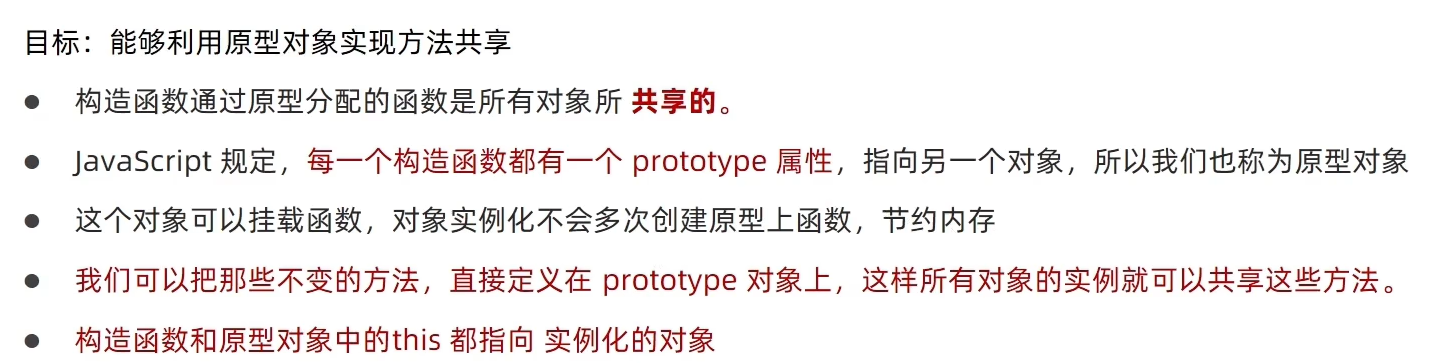 目标：能够利用原型对象实现方法共享
● 构造函数通过原型分配的函数是所有对象所 共享的。
● JavaScript 规定，每一个构造函数都有一个 prototype 属性，指向另一个对象，所以我们也称为原型对象
● 这个对象可以挂载函数，对象实例化不会多次创建原型上函数，节约内存
● 我们可以把那些不变的方法，直接定义在 prototype 对象上，这样所有对象的实例就可以共享这些方法。
● 构造函数和原型对象中的this 都指向 实例化的对象